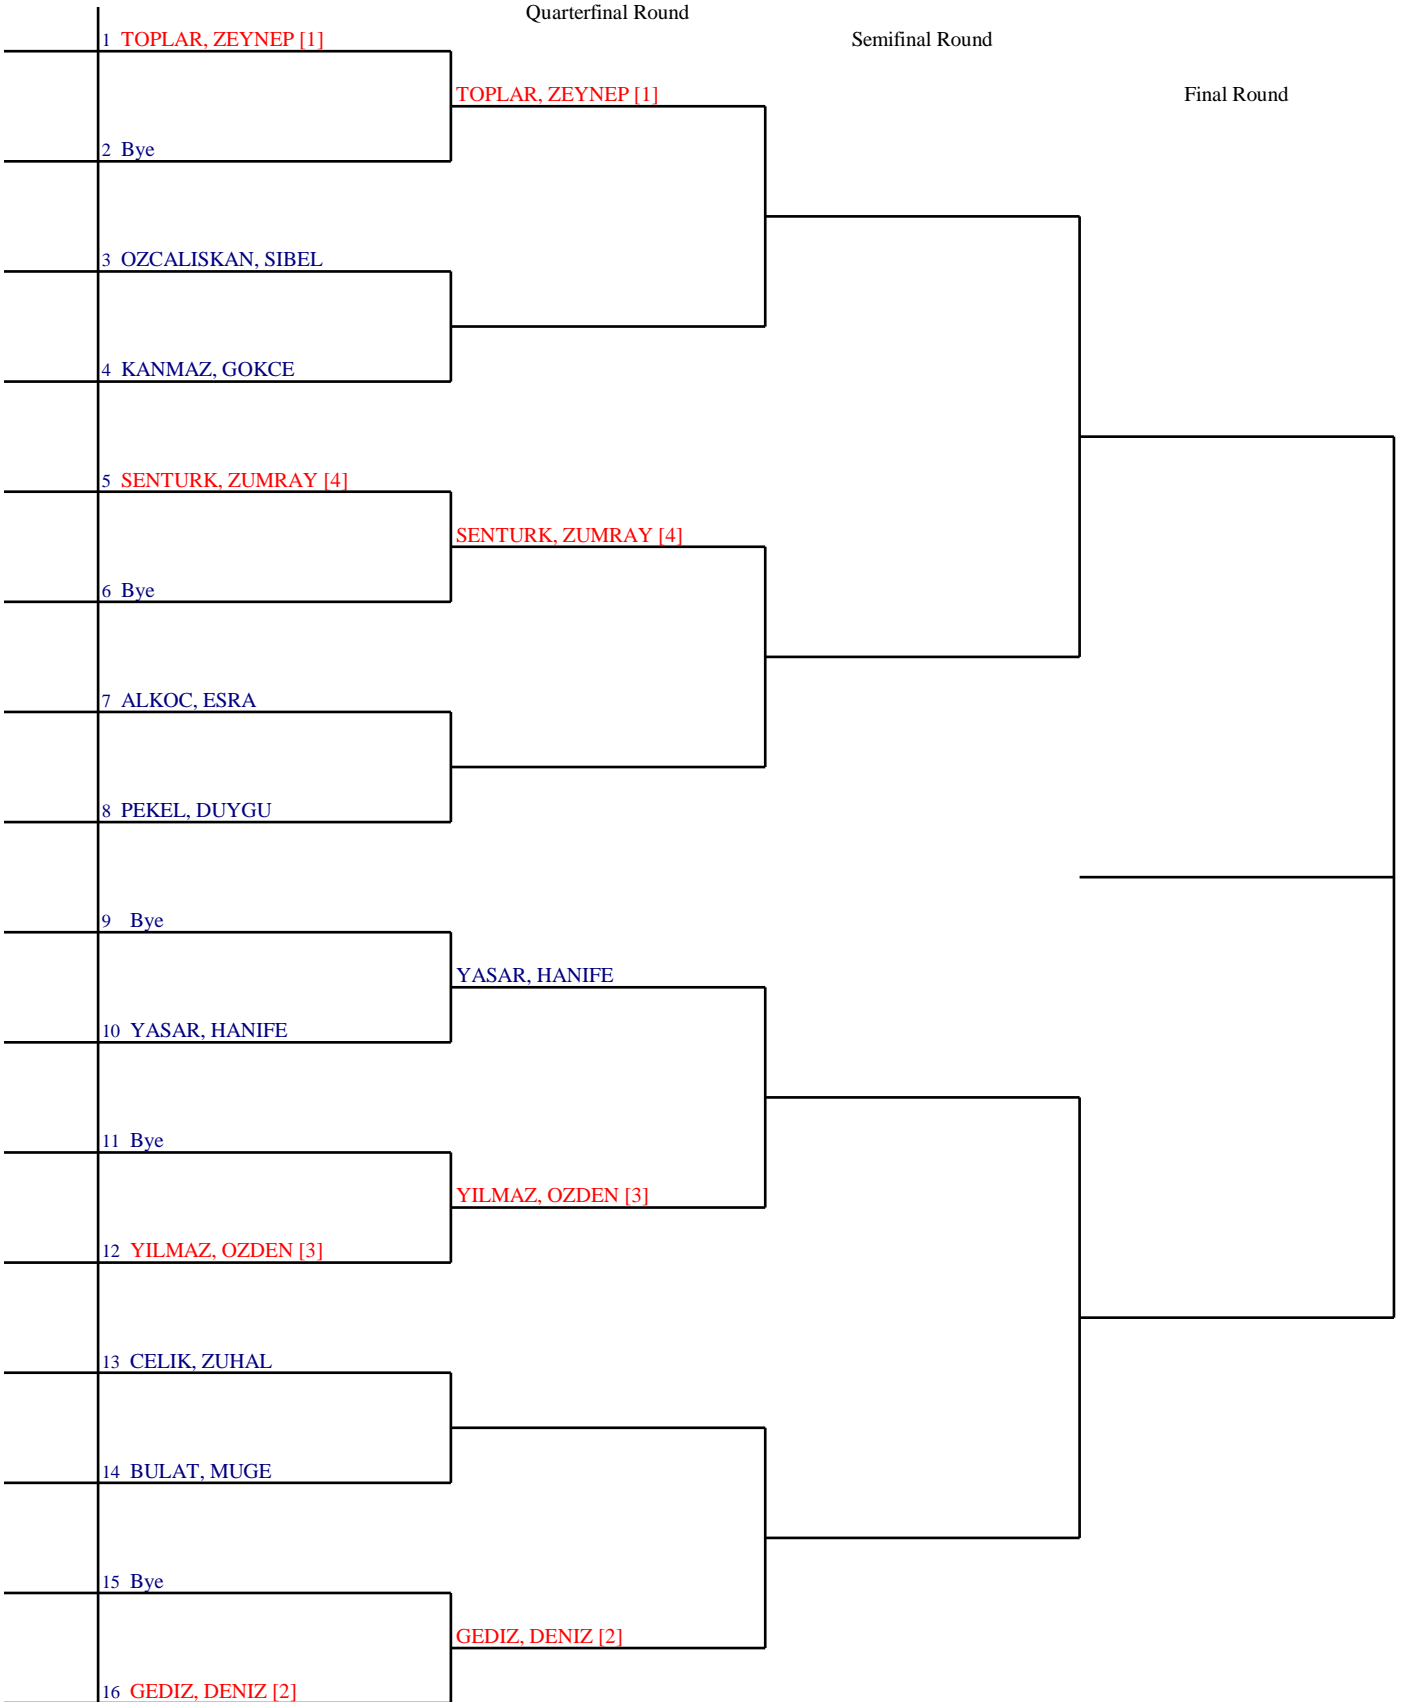 Quarterfinal Round
1 TOPLAR, ZEYNEP [1]
Semifinal Round
TOPLAR, ZEYNEP [1]
Final Round
2 Bye
3 OZCALISKAN, SIBEL
4 KANMAZ, GOKCE
5 SENTURK, ZUMRAY [4]
SENTURK, ZUMRAY [4]
6 Bye
7 ALKOC, ESRA
8 PEKEL, DUYGU
9 Bye
YASAR, HANIFE
10 YASAR, HANIFE
11 Bye
YILMAZ, OZDEN [3]
12 YILMAZ, OZDEN [3]
13 CELIK, ZUHAL
14 BULAT, MUGE
15 Bye
GEDIZ, DENIZ [2]
16 GEDIZ, DENIZ [2]